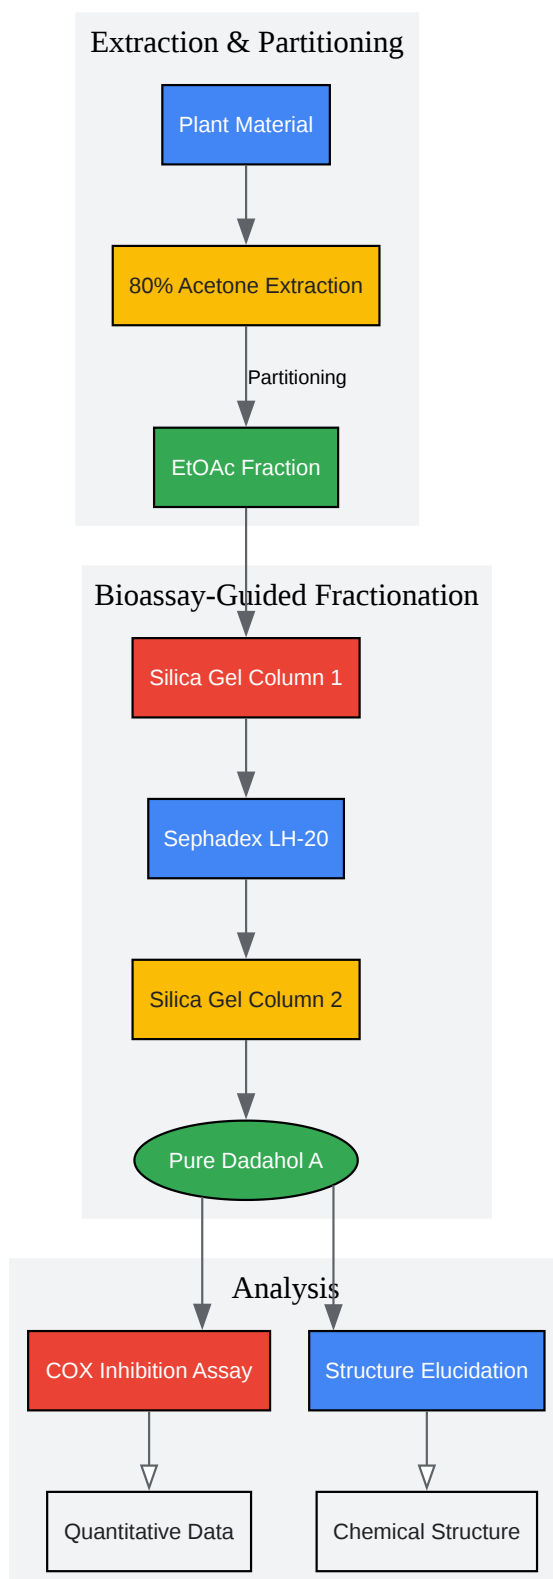 Extraction & Partitioning
Plant Material
80% Acetone Extraction
Partitioning
EtOAc Fraction
Bioassay-Guided Fractionation
Silica Gel Column 1
Sephadex LH-20
Silica Gel Column 2
Pure Dadahol A
Analysis
COX Inhibition Assay
Structure Elucidation
Quantitative Data
Chemical Structure